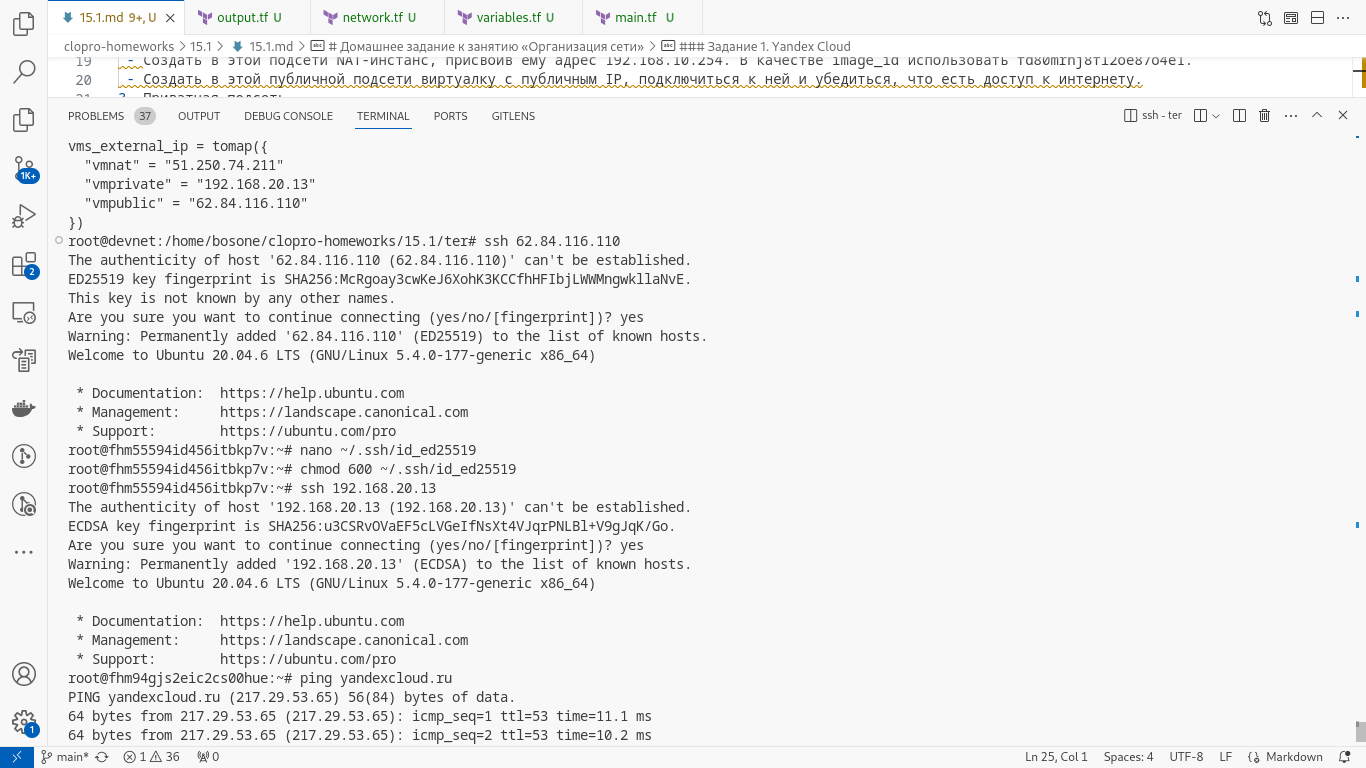 15.1.md 9+, U
output.tf U
network.tf U
variables.tf U
main.tf U
clopro-homeworks > 15.1 > 15.1.md > # Домашнее задание к занятию «Организация сети» > ### Задание 1. Yandex Cloud
19 - Создать в этой подсети NAT-инстанс, присвоив ему адрес 192.168.10.254. В качестве image_id использовать fd80mrhj8fl2oe87o4e1.
20 - Создать в этой публичной подсети виртуалку с публичным IP, подключиться к ней и убедиться, что есть доступ к интернету.
PROBLEMS 37 OUTPUT DEBUG CONSOLE TERMINAL PORTS GITLENS
ssh - ter
vms_external_ip = tomap({
"vmnat" = "51.250.74.211"
"vmprivate" = "192.168.20.13"
"vmpublic" = "62.84.116.110"
})
root@devnet:/home/bosone/clopro-homeworks/15.1/ter# ssh 62.84.116.110
The authenticity of host '62.84.116.110 (62.84.116.110)' can't be established.
ED25519 key fingerprint is SHA256:McRgoay3cwKeJ6XohK3KCCfhHFIbjLWWMngwkllaNvE.
This key is not known by any other names.
Are you sure you want to continue connecting (yes/no/[fingerprint])? yes
Warning: Permanently added '62.84.116.110' (ED25519) to the list of known hosts.
Welcome to Ubuntu 20.04.6 LTS (GNU/Linux 5.4.0-177-generic x86_64)
* Documentation: https://help.ubuntu.com
* Management: https://landscape.canonical.com
* Support: https://ubuntu.com/pro
root@fhm55594id456itbkp7v:~# nano ~/.ssh/id_ed25519
root@fhm55594id456itbkp7v:~# chmod 600 ~/.ssh/id_ed25519
root@fhm55594id456itbkp7v:~# ssh 192.168.20.13
The authenticity of host '192.168.20.13 (192.168.20.13)' can't be established.
ECDSA key fingerprint is SHA256:u3CSRvOVaEF5cLVGeIfNsXt4VJqrPNLBl+V9gJqK/Go.
Are you sure you want to continue connecting (yes/no/[fingerprint])? yes
Warning: Permanently added '192.168.20.13' (ECDSA) to the list of known hosts.
Welcome to Ubuntu 20.04.6 LTS (GNU/Linux 5.4.0-177-generic x86_64)
* Documentation: https://help.ubuntu.com
* Management: https://landscape.canonical.com
* Support: https://ubuntu.com/pro
root@fhm94gjs2eic2cs00hue:~# ping yandexcloud.ru
PING yandexcloud.ru (217.29.53.65) 56(84) bytes of data.
64 bytes from 217.29.53.65 (217.29.53.65): icmp_seq=1 ttl=53 time=11.1 ms
64 bytes from 217.29.53.65 (217.29.53.65): icmp_seq=2 ttl=53 time=10.2 ms
1K+
2
1
main* 1 36 0
Ln 25, Col 1 Spaces: 4 UTF-8 LF Markdown